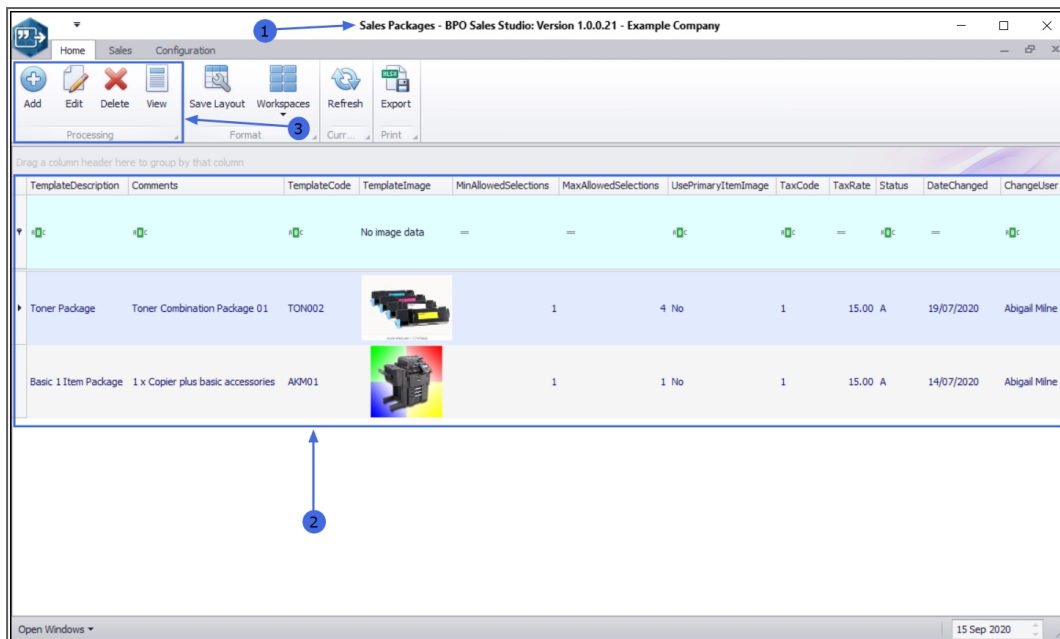 1
Sales Packages - BPO Sales Studio: Version 1.0.0.21 - Example Company
Home Sales Configuration
Add Edit Delete View Save Layout Workspaces Refresh Export
3
Processing Format Curr... Print
Drag a column header here to group by that column
TemplateDescription Comments TemplateCode TemplateImage MinAllowedSelections MaxAllowedSelections UsePrimaryItemImage TaxCode TaxRate Status DateChanged ChangeUser
No image data = = = =
Toner Package Toner Combination Package 01 TON002 1 4 No 1 15.00 A 19/07/2020 Abigail Milne
Basic 1 Item Package 1 x Copier plus basic accessories AKM01 1 1 No 1 15.00 A 14/07/2020 Abigail Milne
2
Open Windows 15 Sep 2020